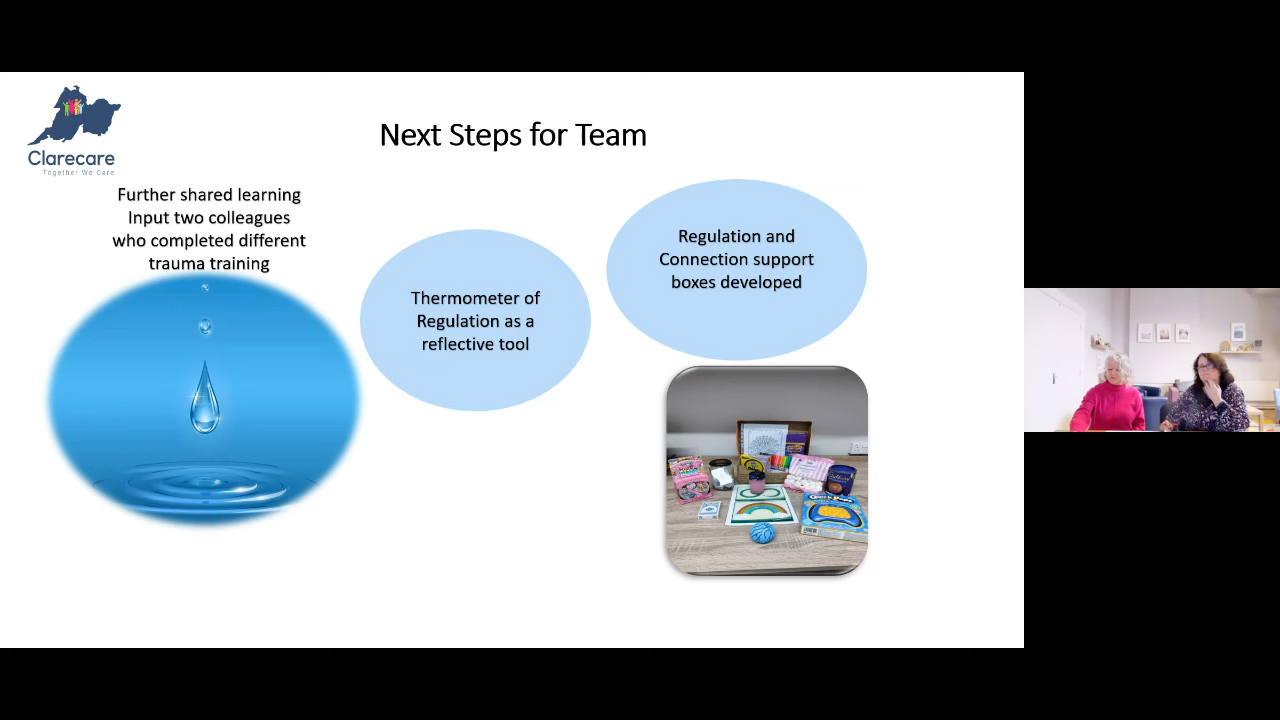 Clarecare
Together We Care
Next Steps for Team
Further shared learning
Input two colleagues
who completed different
trauma training
Thermometer of
Regulation as a
reflective tool
Regulation and
Connection support
boxes developed